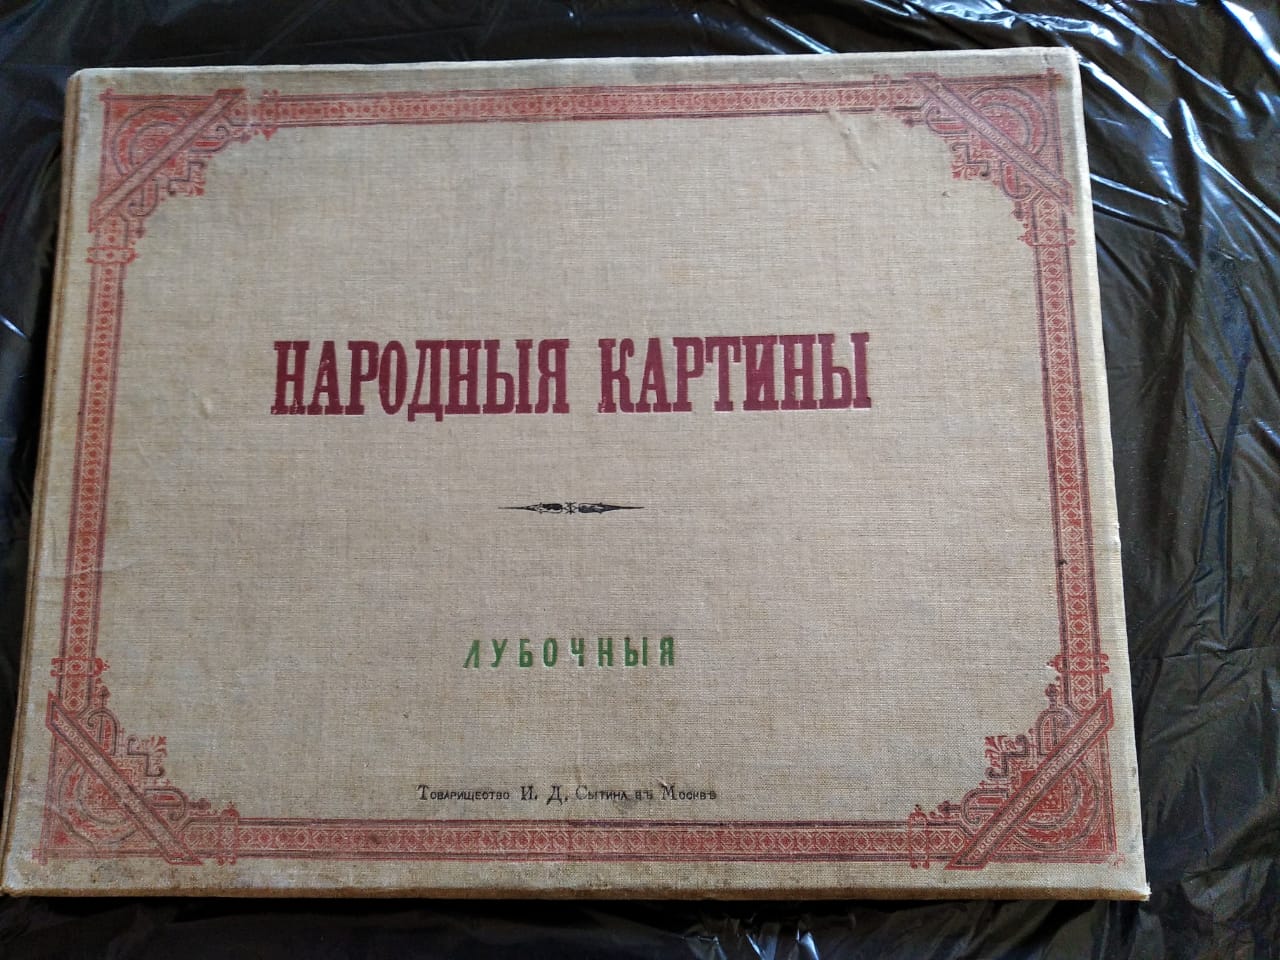 НАРОДНЫЯ КАРТИНЫ
ЛУБОЧНЫЯ
Товарищество И. Д. Сытина въ Москвѣ